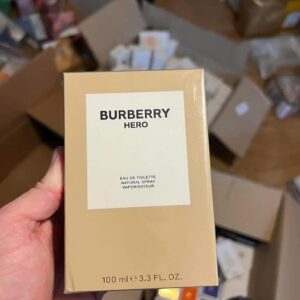 BURBERRY
HERO
EAU DE TOILETTE
NATURAL SPRAY
VAPORISATEUR
100 ml ℮ 3.3 FL. OZ.